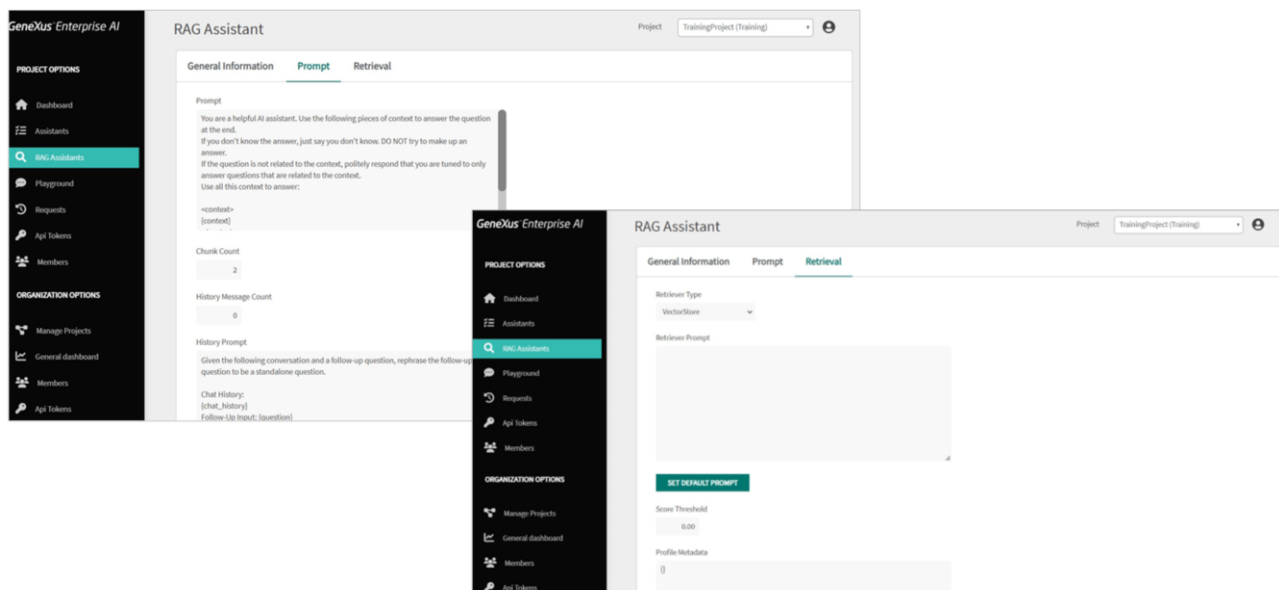 GeneXus Enterprise AI
PROJECT OPTIONS
Dashboard
Assistants
RAG Assistants
Playground
Requests
Api Tokens
Members
ORGANIZATION OPTIONS
Manage Projects
General dashboard
Members
Api Tokens
RAG Assistant
Project
TrainingProject (Training)
General Information
Prompt
Retrieval
Prompt
You are a helpful AI assistant. Use the following pieces of context to answer the question
at the end.
If you don't know the answer, just say you don't know. DO NOT try to make up an
answer.
If the question is not related to the context, politely respond that you are tuned to only
answer questions that are related to the context.
Use all this context to answer:
<context>
{context}
Chunk Count
2
History Message Count
0
History Prompt
Given the following conversation and a follow-up question, rephrase the follow-up
question to be a standalone question.
Chat History:
{chat_history}
Follow-Up Input: {question}
GeneXus Enterprise AI
PROJECT OPTIONS
Dashboard
Assistants
RAG Assistants
Playground
Requests
Api Tokens
Members
ORGANIZATION OPTIONS
Manage Projects
General dashboard
Members
Api Tokens
RAG Assistant
Project
TrainingProject (Training)
General Information
Prompt
Retrieval
Retriever Type
VectorStore
Retriever Prompt
SET DEFAULT PROMPT
Score Threshold
0.00
Profile Metadata
{}